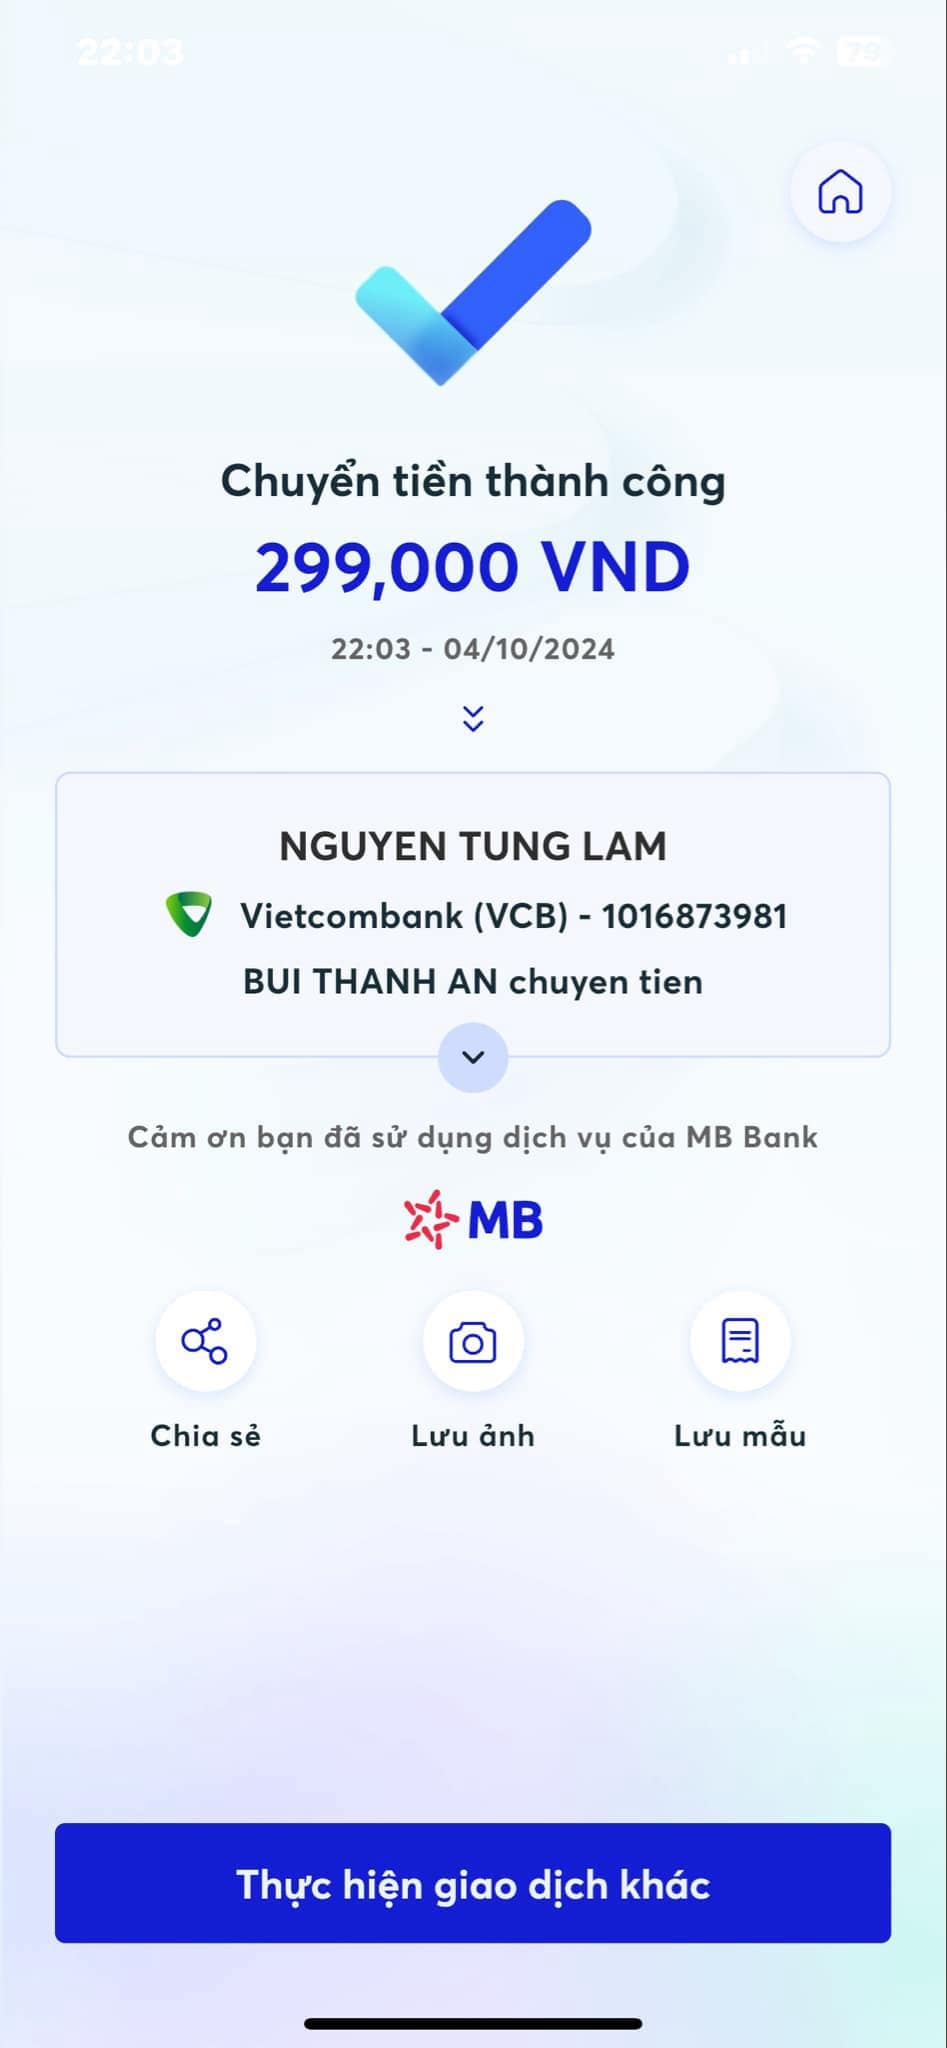 22:03
79
Chuyển tiền thành công
299,000 VND
22:03 - 04/10/2024
NGUYEN TUNG LAM
Vietcombank (VCB) - 1016873981
BUI THANH AN chuyen tien
Cảm ơn bạn đã sử dụng dịch vụ của MB Bank
MB
Chia sẻ
Lưu ảnh
Lưu mẫu
Thực hiện giao dịch khác